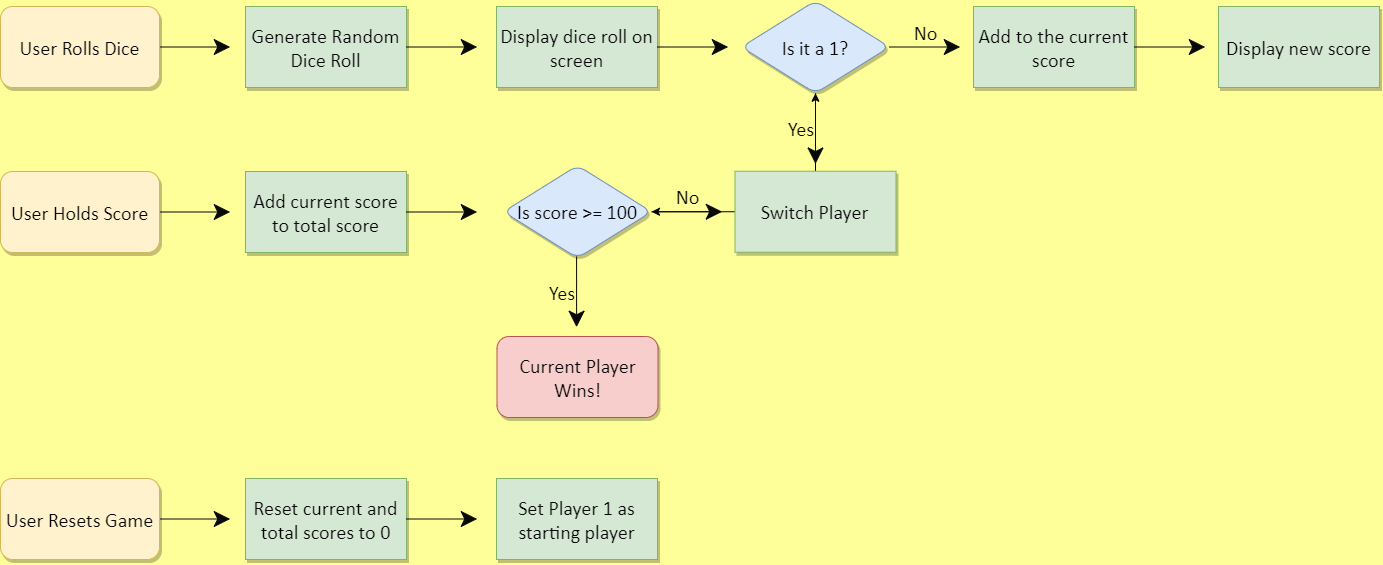 User Rolls Dice
Generate Random
Dice Roll
Display dice roll on
screen
Is it a 1?
No
Add to the current
score
Display new score
Yes
User Holds Score
Add current score
to total score
Is score >= 100
No
Switch Player
Yes
Current Player
Wins!
User Resets Game
Reset current and
total scores to 0
Set Player 1 as
starting player